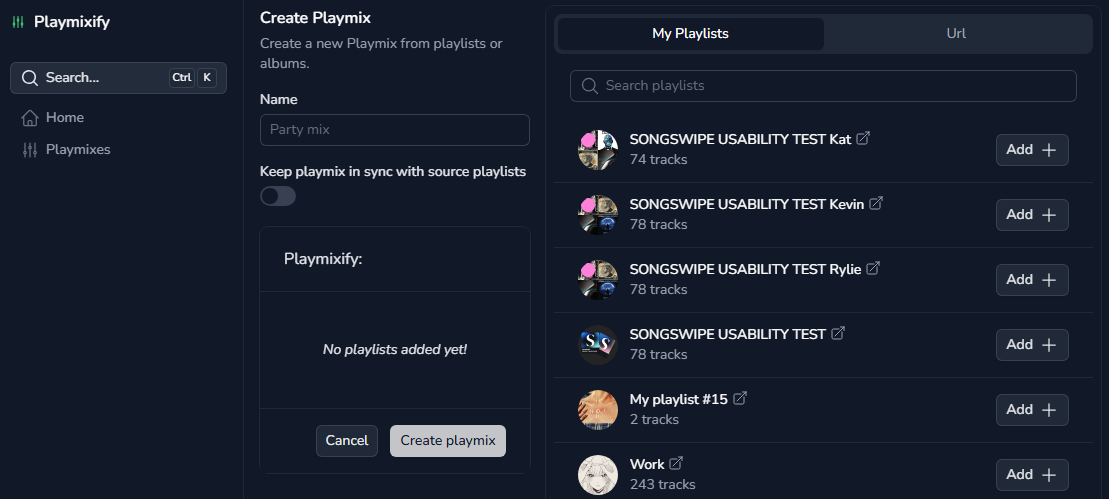 Playmixify
Search...
Ctrl K
Home
Playmixes
Create Playmix
Create a new Playmix from playlists or
albums.
Name
Party mix
Keep playmix in sync with source playlists
Playmixify:
No playlists added yet!
Cancel
Create playmix
My Playlists
Url
Search playlists
SONGSWIPE USABILITY TEST Kat
74 tracks
Add
SONGSWIPE USABILITY TEST Kevin
78 tracks
Add
SONGSWIPE USABILITY TEST Rylie
78 tracks
Add
SONGSWIPE USABILITY TEST
78 tracks
Add
My playlist #15
2 tracks
Add
Work
243 tracks
Add